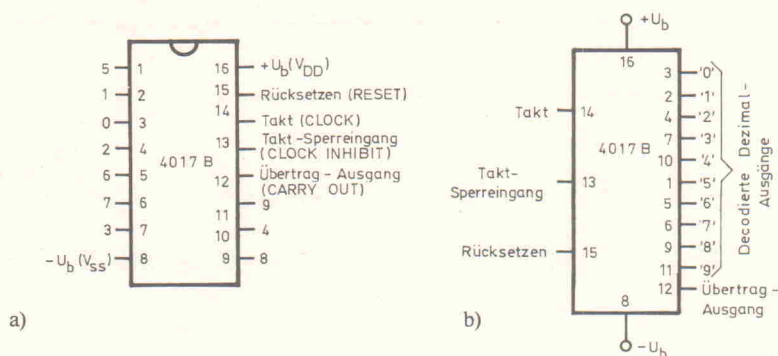 5 1 16 +Ub (VDD)
1 2 15 Rücksetzen (RESET)
0 3 14 Takt (CLOCK)
2 4 13 Takt-Sperreingang (CLOCK INHIBIT)
4017 B
6 5 12 Übertrag-Ausgang (CARRY OUT)
7 6 11 9
3 7 10 4
-Ub (VSS) 8 9 8
a)
+Ub
16
3 '0'
2 '1'
Takt 14 4 '2'
4017 B
7 '3'
10 '4'
Takt-
Sperreingang 13 1 '5'
5 '6'
6 '7'
Rücksetzen 15 9 '8'
11 '9'
Decodierte Dezimal-
Ausgänge
12 Übertrag-
Ausgang
8
b)
-Ub